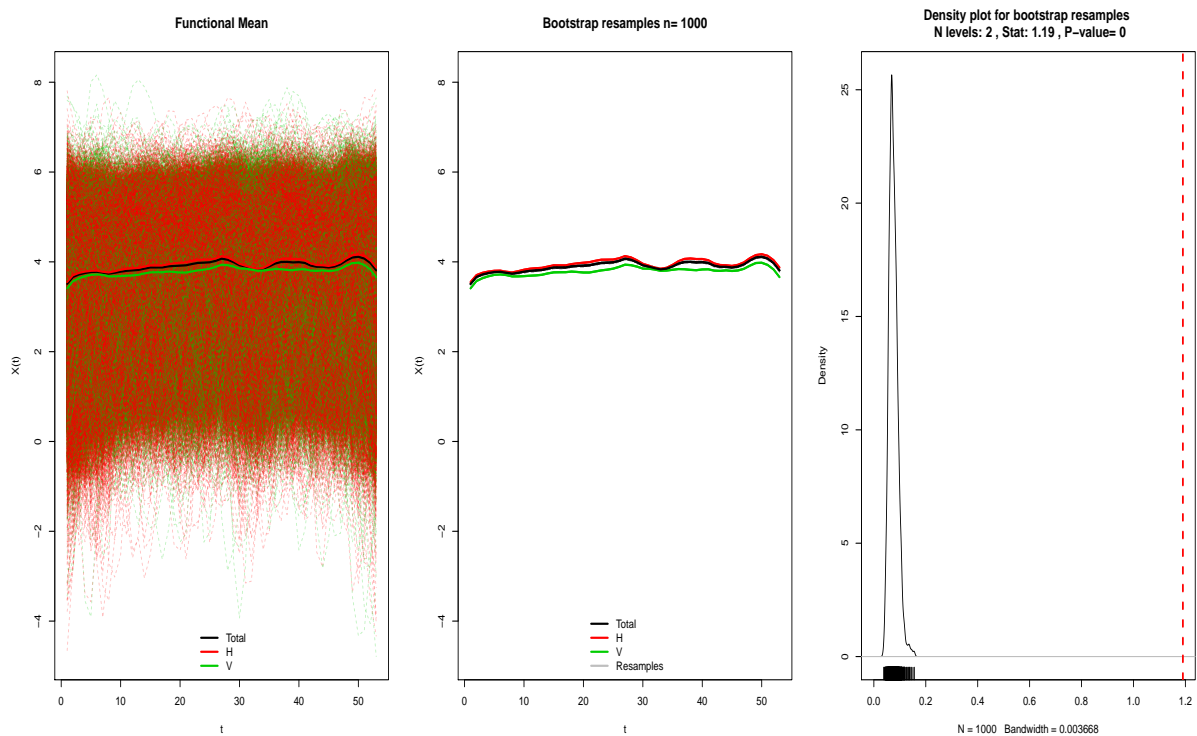 Functional Mean
X(t)
8
6
4
2
0
−2
−4
Total
H
V
0 10 20 30 40 50
t
Bootstrap resamples n= 1000
X(t)
8
6
4
2
0
−2
−4
Total
H
V
Resamples
0 10 20 30 40 50
t
Density plot for bootstrap resamples
N levels: 2 , Stat: 1.19 , P−value= 0
Density
25
20
15
10
5
0
0.0 0.2 0.4 0.6 0.8 1.0 1.2
N = 1000 Bandwidth = 0.003668